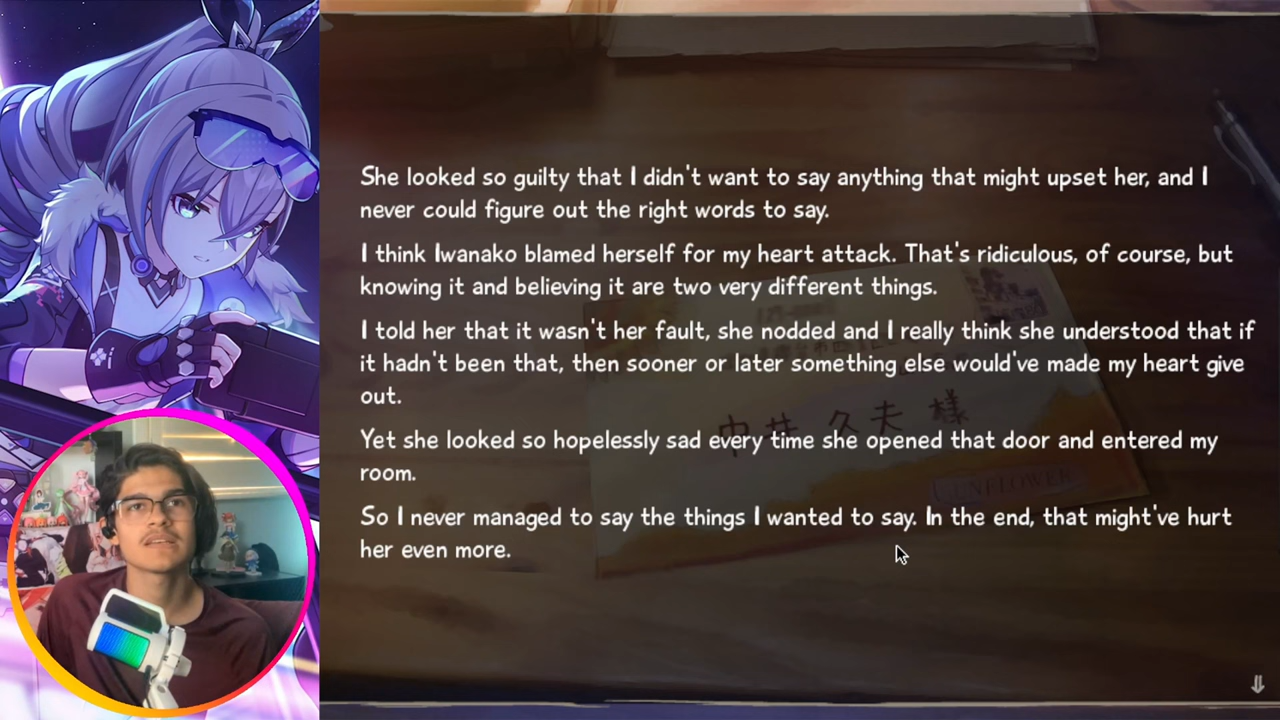 She looked so guilty that I didn't want to say anything that might upset her, and I
never could figure out the right words to say.
I think Iwanako blamed herself for my heart attack. That's ridiculous, of course, but
knowing it and believing it are two very different things.
I told her that it wasn't her fault, she nodded and I really think she understood that if
it hadn't been that, then sooner or later something else would've made my heart give
out.
中井 久夫 様
Yet she looked so hopelessly sad every time she opened that door and entered my
room.
SUNFLOWER
So I never managed to say the things I wanted to say. In the end, that might've hurt
her even more.